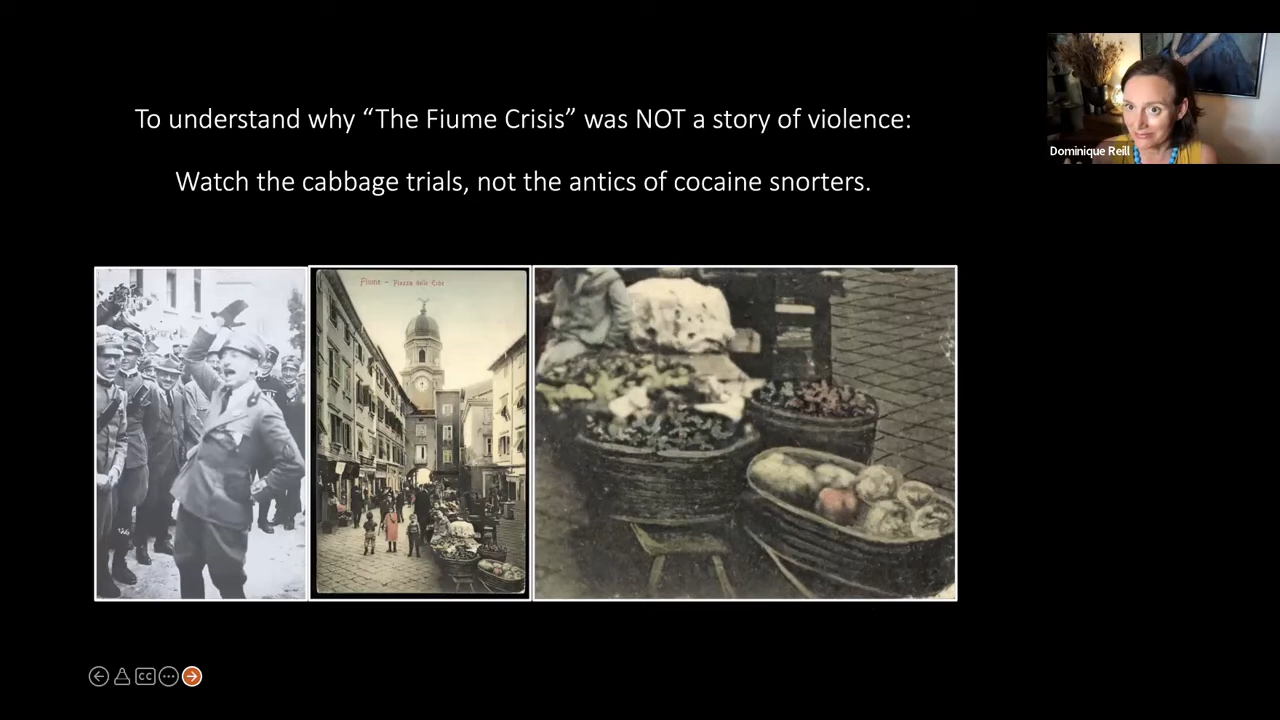 To understand why “The Fiume Crisis” was NOT a story of violence:
Dominique Reill
Watch the cabbage trials, not the antics of cocaine snorters.
Fiume - Piazza delle Erbe
CC